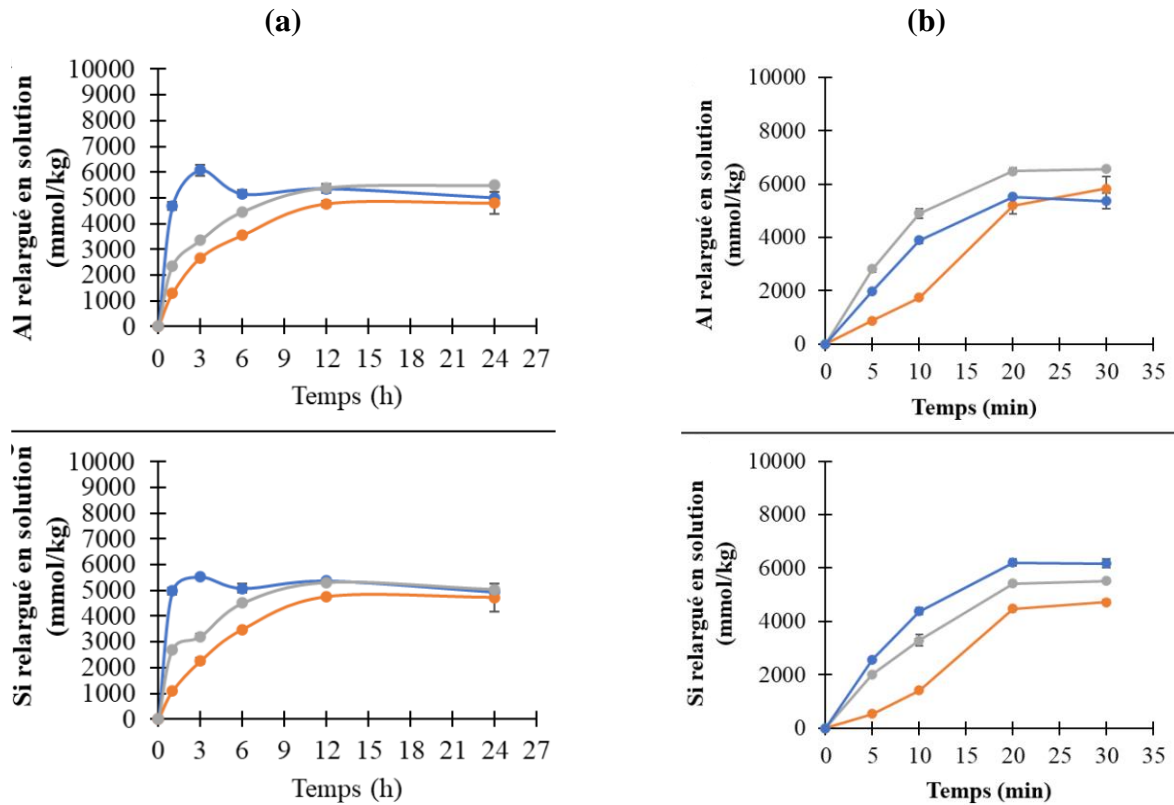 (a)
(b)
Al relargué en solution
(mmol/kg)
10000
9000
8000
7000
6000
5000
4000
3000
2000
1000
0
0 3 6 9 12 15 18 21 24 27
Temps (h)
Al relargué en solution
(mmol/kg)
10000
8000
6000
4000
2000
0
0 5 10 15 20 25 30 35
Temps (min)
Si relargué en solution
(mmol/kg)
10000
9000
8000
7000
6000
5000
4000
3000
2000
1000
0
0 3 6 9 12 15 18 21 24 27
Temps (h)
Si relargué en solution
(mmol/kg)
10000
8000
6000
4000
2000
0
0 5 10 15 20 25 30 35
Temps (min)